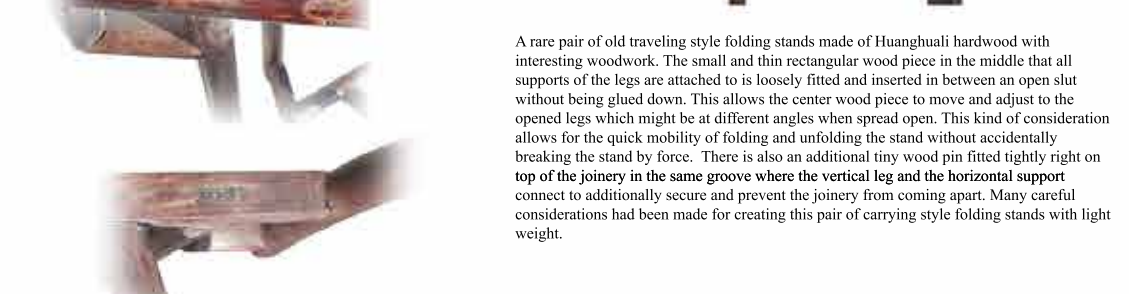 A rare pair of old traveling style folding stands made of Huanghuali hardwood with
interesting woodwork. The small and thin rectangular wood piece in the middle that all
supports of the legs are attached to is loosely fitted and inserted in between an open slut
without being glued down. This allows the center wood piece to move and adjust to the
opened legs which might be at different angles when spread open. This kind of consideration
allows for the quick mobility of folding and unfolding the stand without accidentally
breaking the stand by force.  There is also an additional tiny wood pin fitted tightly right on
top of the joinery in the same groove where the vertical leg and the horizontal support
connect to additionally secure and prevent the joinery from coming apart. Many careful
considerations had been made for creating this pair of carrying style folding stands with light
weight.